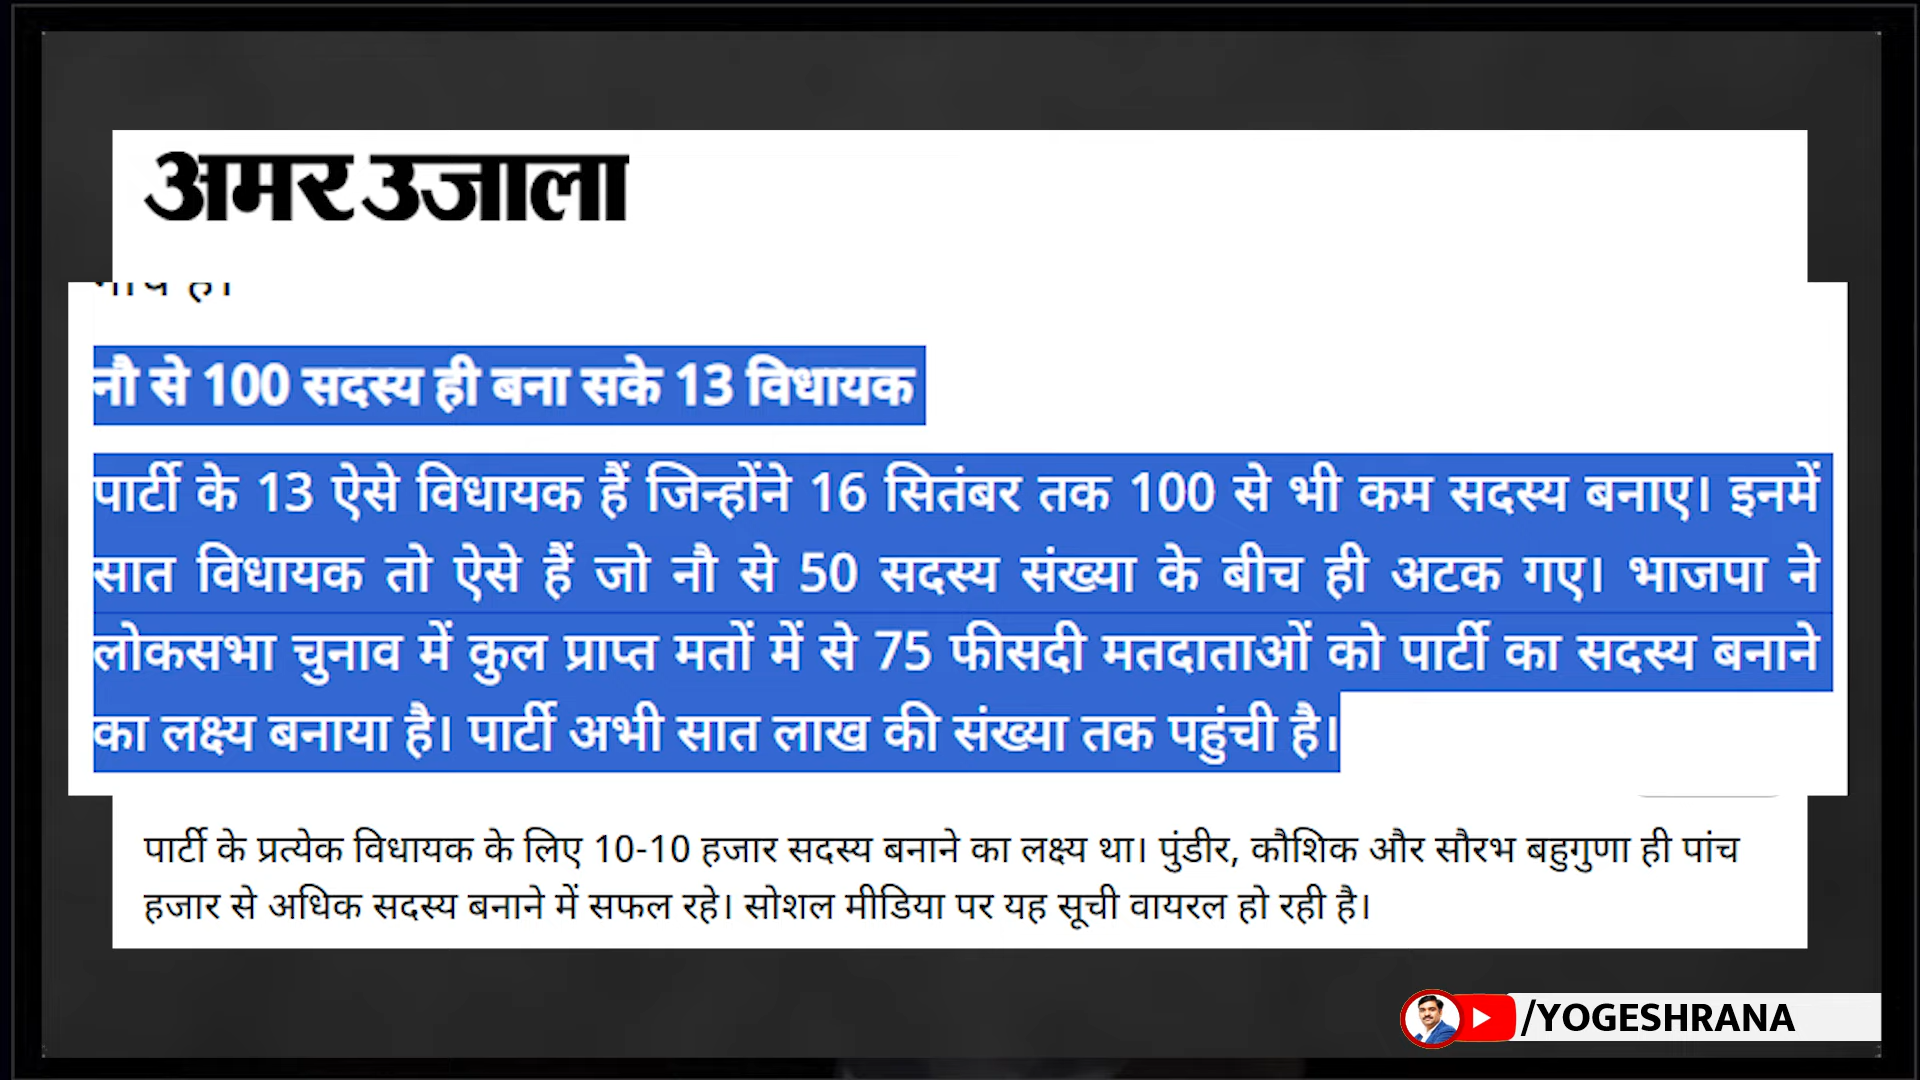 अमर उजाला
नौ से 100 सदस्य ही बना सके 13 विधायक
पार्टी के 13 ऐसे विधायक हैं जिन्होंने 16 सितंबर तक 100 से भी कम सदस्य बनाए। इनमें
सात विधायक तो ऐसे हैं जो नौ से 50 सदस्य संख्या के बीच ही अटक गए। भाजपा ने
लोकसभा चुनाव में कुल प्राप्त मतों में से 75 फीसदी मतदाताओं को पार्टी का सदस्य बनाने
का लक्ष्य बनाया है। पार्टी अभी सात लाख की संख्या तक पहुंची है।
पार्टी के प्रत्येक विधायक के लिए 10-10 हजार सदस्य बनाने का लक्ष्य था। पुंडीर, कौशिक और सौरभ बहुगुणा ही पांच
हजार से अधिक सदस्य बनाने में सफल रहे। सोशल मीडिया पर यह सूची वायरल हो रही है।
/YOGESHRANA